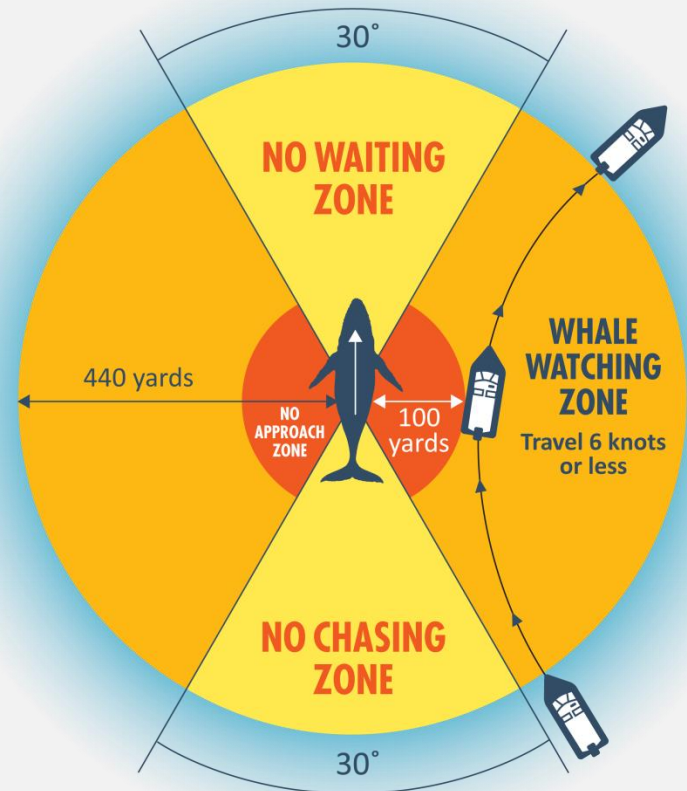 30°
NO WAITING
ZONE
440 yards
NO
APPROACH
ZONE
100
yards
WHALE
WATCHING
ZONE
Travel 6 knots
or less
NO CHASING
ZONE
30°